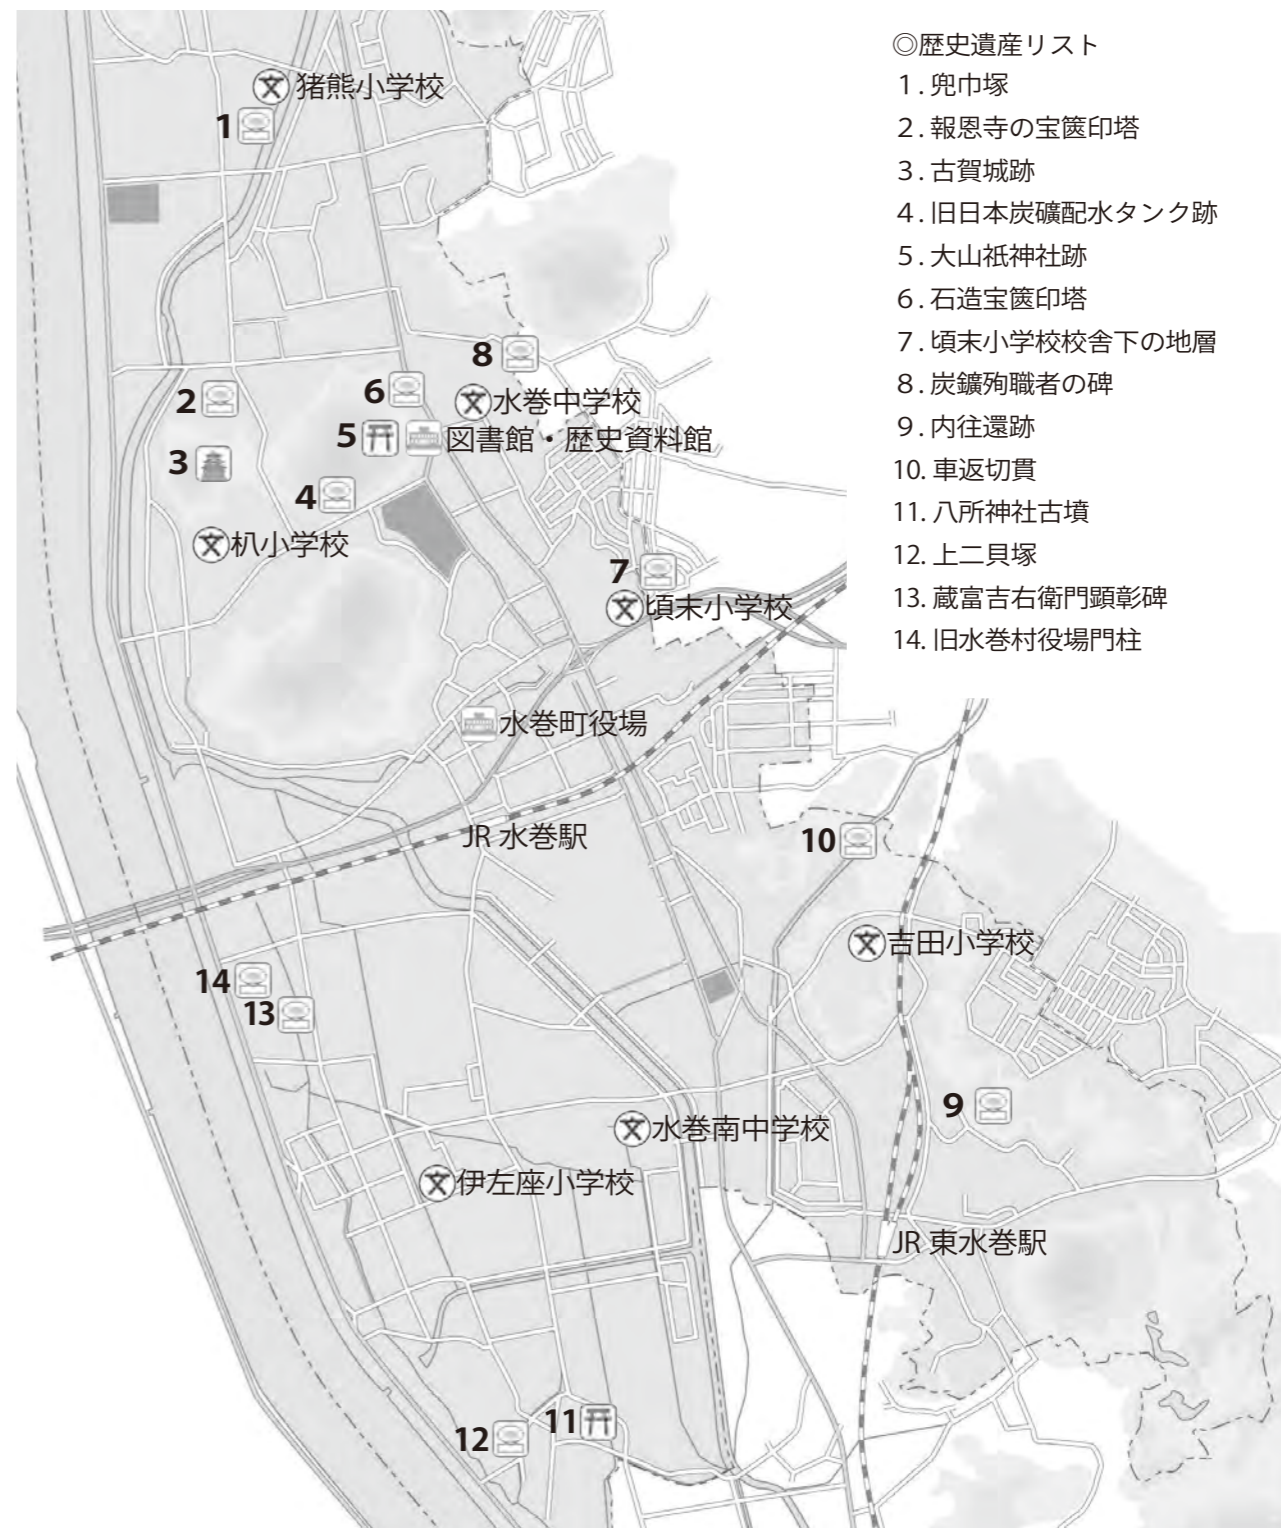 ◎歴史遺産リスト
1. 兜巾塚
2. 報恩寺の宝篋印塔
3. 古賀城跡
4. 旧日本炭礦配水タンク跡
5. 大山祇神社跡
6. 石造宝篋印塔
7. 頃末小学校校舎下の地層
8. 炭鑛殉職者の碑
9. 内往還跡
10. 車返切貫
11. 八所神社古墳
12. 上二貝塚
13. 蔵富吉右衛門顕彰碑
14. 旧水巻村役場門柱
文 猪熊小学校
1
8
2
6
文 水巻中学校
5
図書館・歴史資料館
3
4
文 杁小学校
7
文 頃末小学校
水巻町役場
JR 水巻駅
10
文 吉田小学校
14
13
9
文 水巻南中学校
文 伊左座小学校
JR 東水巻駅
11
12